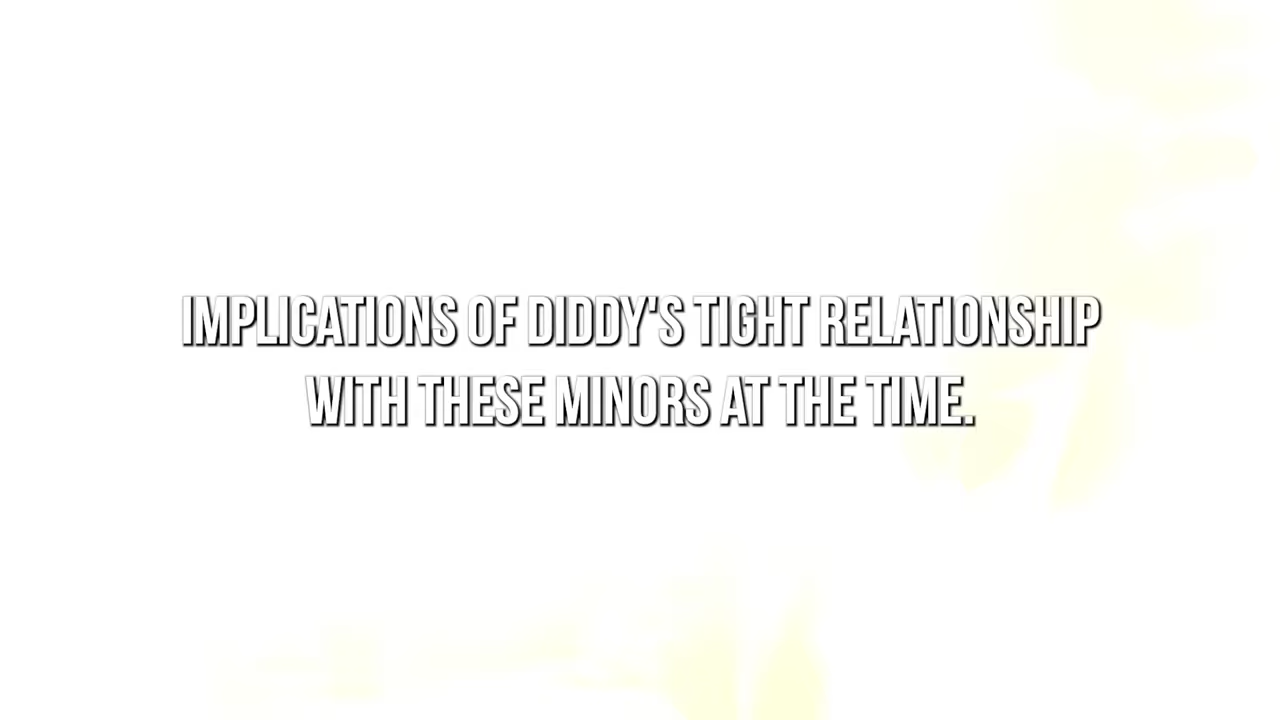 IMPLICATIONS OF DIDDY'S TIGHT RELATIONSHIP
WITH THESE MINORS AT THE TIME.